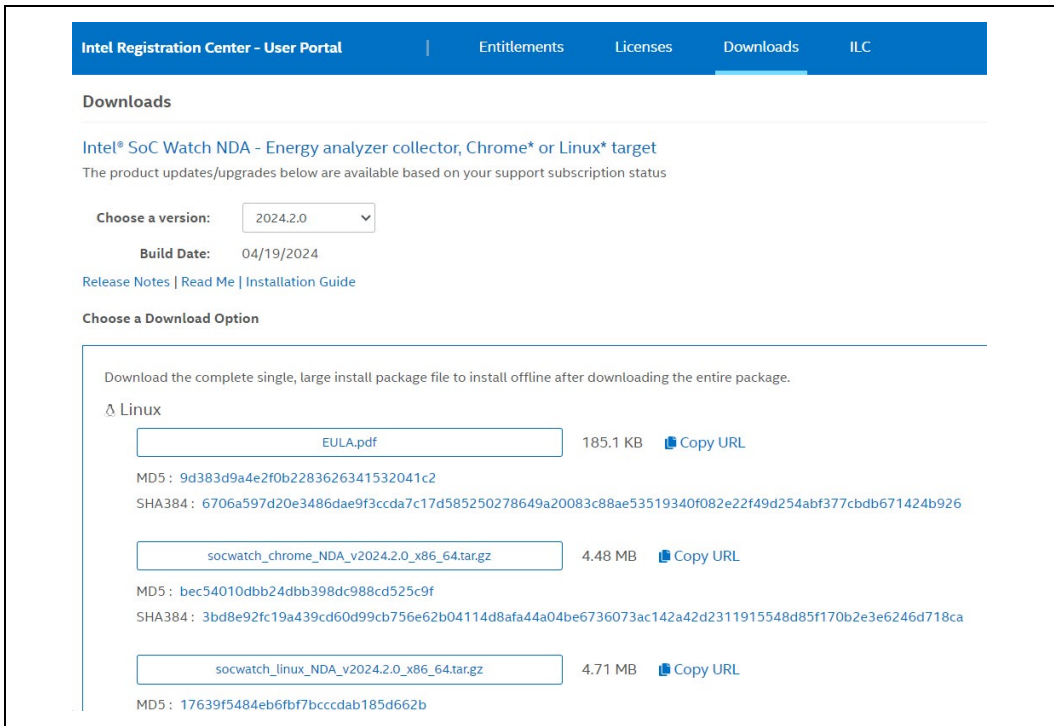 Intel Registration Center – User Portal | Entitlements Licenses Downloads ILC
Downloads
Intel® SoC Watch NDA - Energy analyzer collector, Chrome* or Linux* target
The product updates/upgrades below are available based on your support subscription status
Choose a version: 2024.2.0
Build Date: 04/19/2024
Release Notes | Read Me | Installation Guide
Choose a Download Option
Download the complete single, large install package file to install offline after downloading the entire package.
Linux
EULA.pdf 185.1 KB Copy URL
MD5 : 9d383d9a4e2f0b2283626341532041c2
SHA384 : 6706a597d20e3486dae9f3ccda7c17d585250278649a20083c88ae53519340f082e22f49d254abf377cbdb671424b926
socwatch_chrome_NDA_v2024.2.0_x86_64.tar.gz 4.48 MB Copy URL
MD5 : bec54010dbb24dbb398dc988cd525c9f
SHA384 : 3bd8e92fc19a439cd60d99cb756e62b04114d8afa44a04be6736073ac142a42d2311915548d85f170b2e3e6246d718ca
socwatch_linux_NDA_v2024.2.0_x86_64.tar.gz 4.71 MB Copy URL
MD5 : 17639f5484eb6fbf7bcccdab185d662b